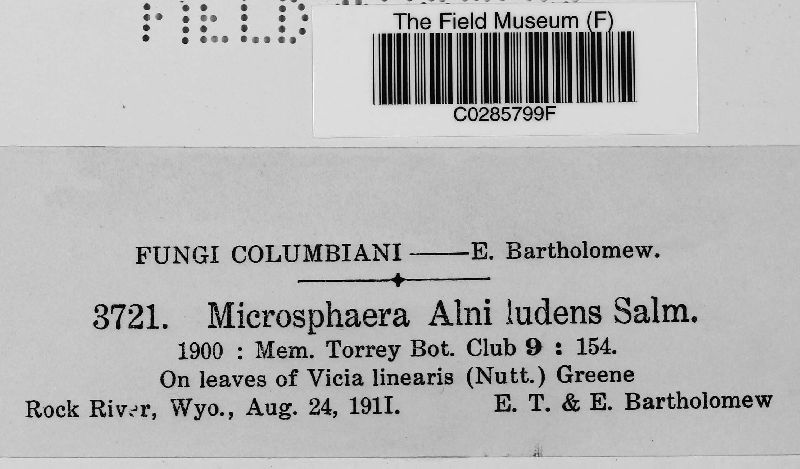 FIELD
The Field Museum (F)
C0285799F
FUNGI COLUMBIANI — E. Bartholomew.
3721. Microsphaera Alni ludens Salm.
1900 : Mem. Torrey Bot. Club 9 : 154.
On leaves of Vicia linearis (Nutt.) Greene
Rock River, Wyo., Aug. 24, 1911. E. T. & E. Bartholomew